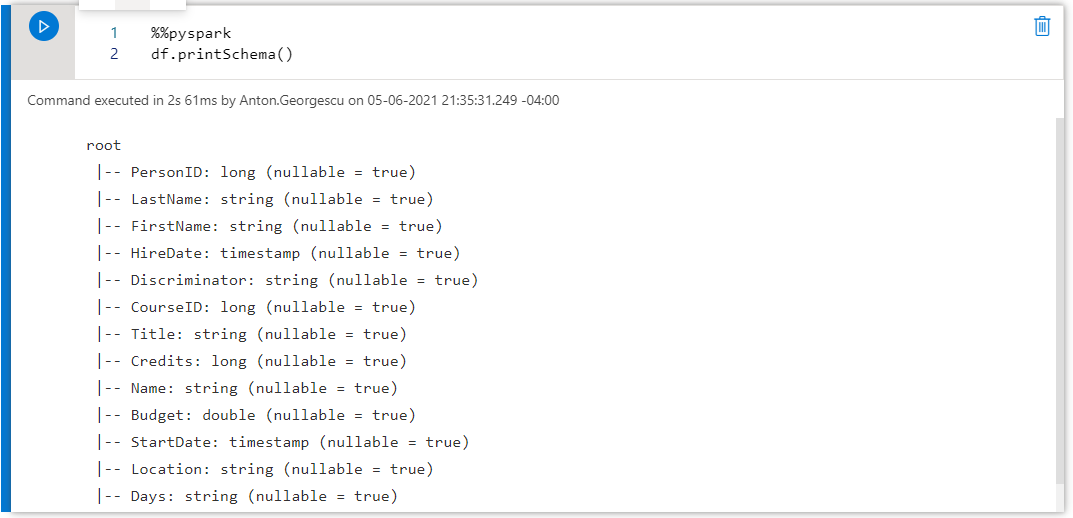 1 %%pyspark
2 df.printSchema()
Command executed in 2s 61ms by Anton.Georgescu on 05-06-2021 21:35:31.249 -04:00
root
|-- PersonID: long (nullable = true)
|-- LastName: string (nullable = true)
|-- FirstName: string (nullable = true)
|-- HireDate: timestamp (nullable = true)
|-- Discriminator: string (nullable = true)
|-- CourseID: long (nullable = true)
|-- Title: string (nullable = true)
|-- Credits: long (nullable = true)
|-- Name: string (nullable = true)
|-- Budget: double (nullable = true)
|-- StartDate: timestamp (nullable = true)
|-- Location: string (nullable = true)
|-- Days: string (nullable = true)